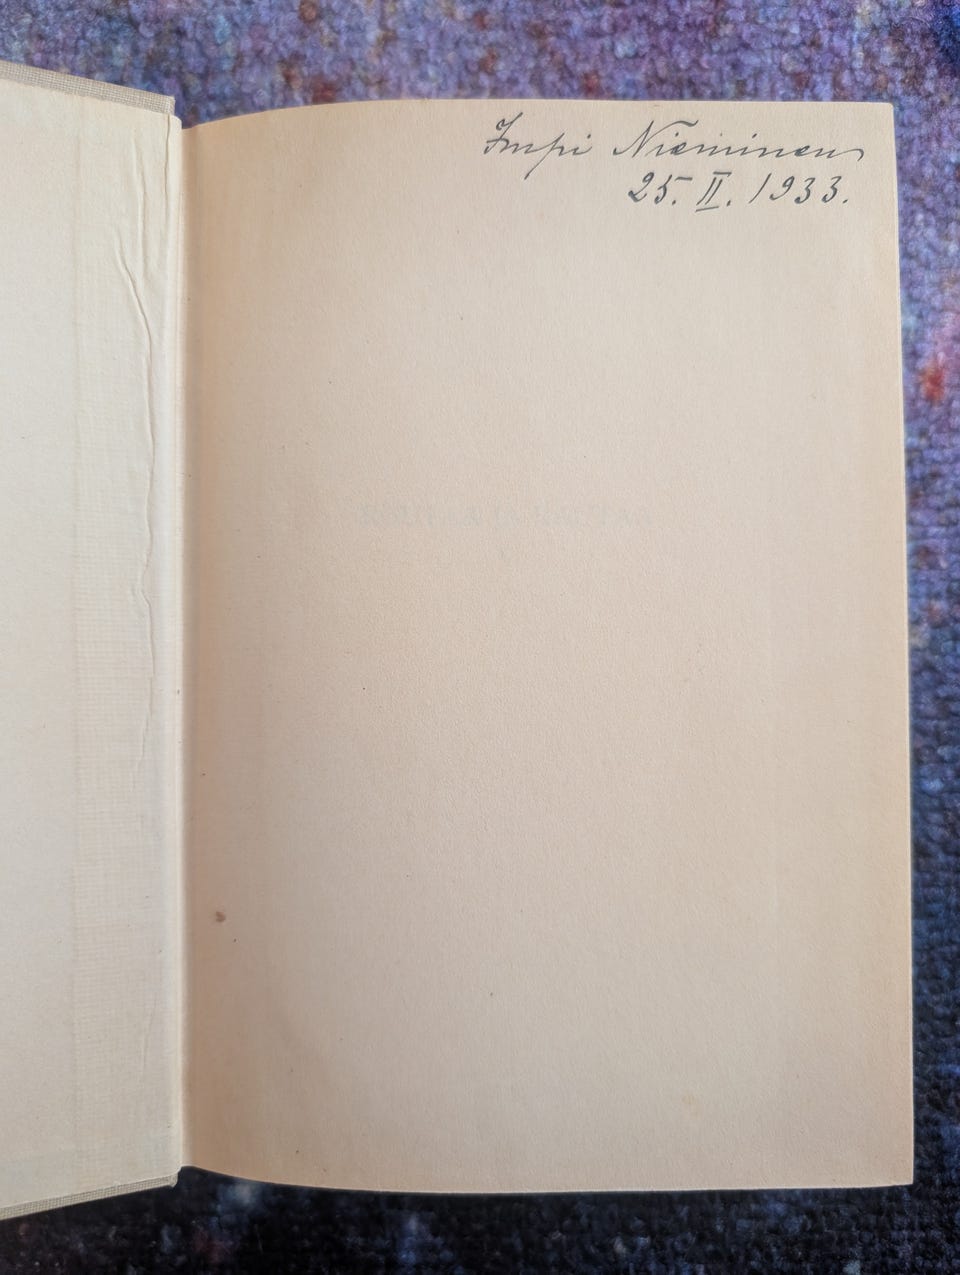 Impi Nieminen
25. II. 1933.